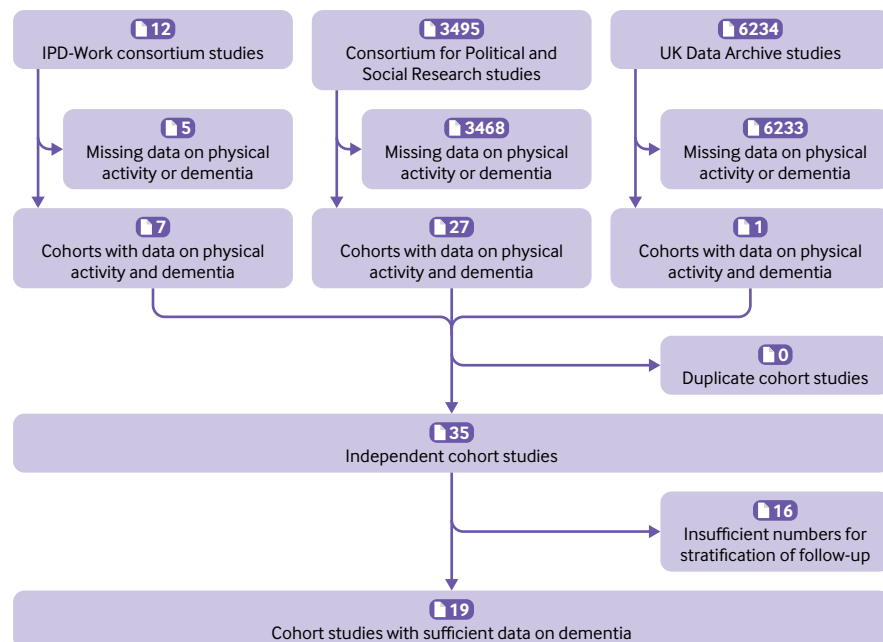 12
IPD-Work consortium studies
3495
Consortium for Political and
Social Research studies
6234
UK Data Archive studies
5
Missing data on physical
activity or dementia
3468
Missing data on physical
activity or dementia
6233
Missing data on physical
activity or dementia
7
Cohorts with data on physical
activity and dementia
27
Cohorts with data on physical
activity and dementia
1
Cohorts with data on physical
activity and dementia
0
Duplicate cohort studies
35
Independent cohort studies
16
Insufficient numbers for
stratification of follow-up
19
Cohort studies with sufficient data on dementia